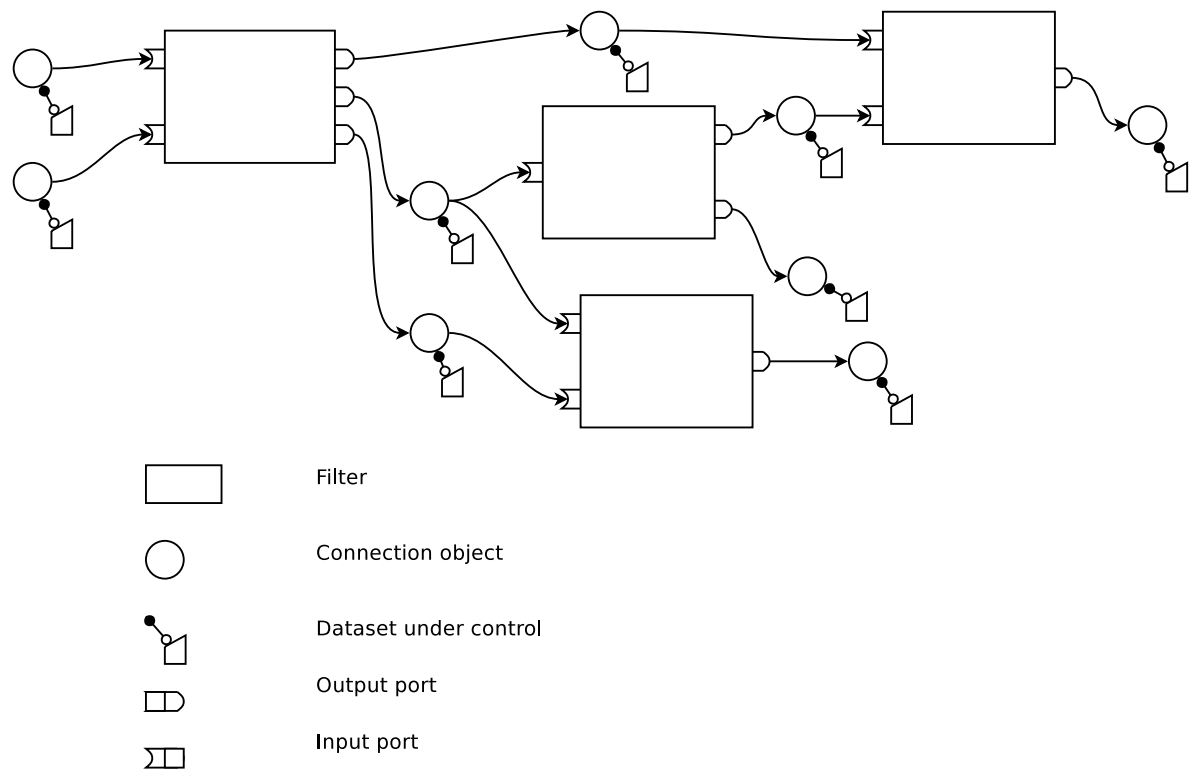 Filter
Connection object
Dataset under control
Output port
Input port